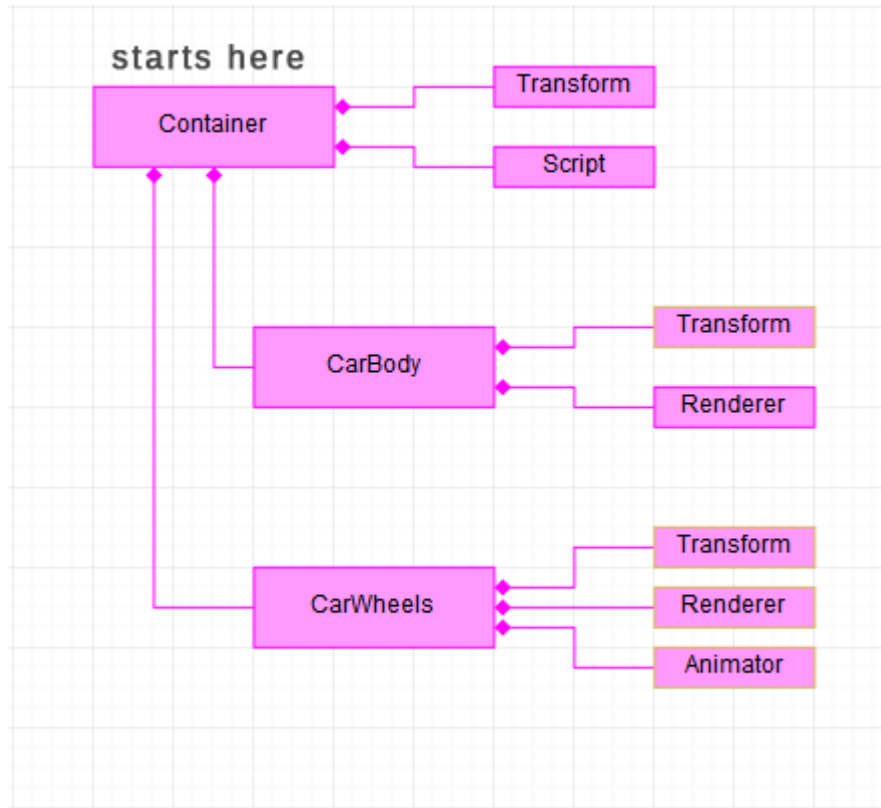 starts here
Container
Transform
Script
CarBody
Transform
Renderer
CarWheels
Transform
Renderer
Animator